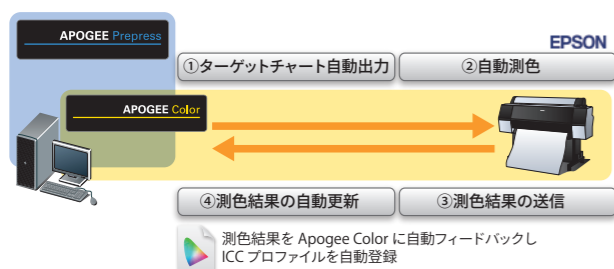 APOGEE Prepress
EPSON
①ターゲットチャート自動出力
②自動測色
APOGEE Color
④測色結果の自動更新
③測色結果の送信
測色結果を Apogee Color に自動フィードバックし
ICC プロファイルを自動登録